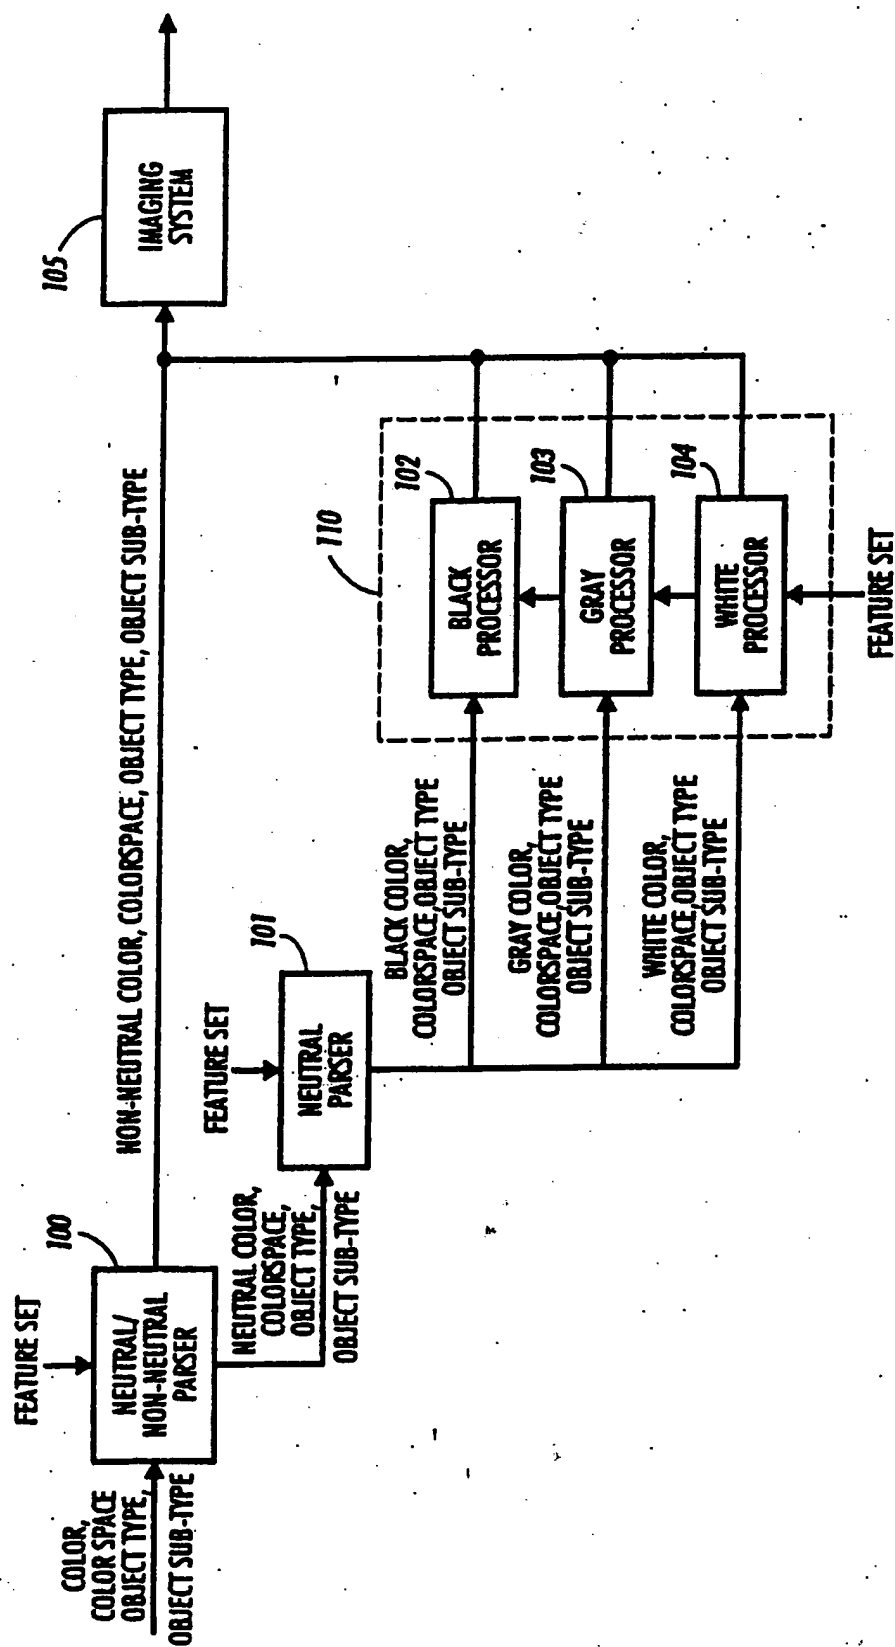 COLOR,
COLOR SPACE
OBJECT TYPE,
OBJECT SUB-TYPE
FEATURE SET
100
NEUTRAL/
NON-NEUTRAL
PARSER
NON-NEUTRAL COLOR, COLORSPACE, OBJECT TYPE, OBJECT SUB-TYPE
105
IMAGING
SYSTEM
NEUTRAL COLOR,
COLORSPACE,
OBJECT TYPE,
OBJECT SUB-TYPE
FEATURE SET
101
NEUTRAL
PARSER
110
BLACK COLOR,
COLORSPACE,OBJECT TYPE
OBJECT SUB-TYPE
102
BLACK
PROCESSOR
GRAY COLOR,
COLORSPACE,OBJECT TYPE
OBJECT SUB-TYPE
103
GRAY
PROCESSOR
WHITE COLOR,
COLORSPACE,OBJECT TYPE
OBJECT SUB-TYPE
104
WHITE
PROCESSOR
FEATURE SET